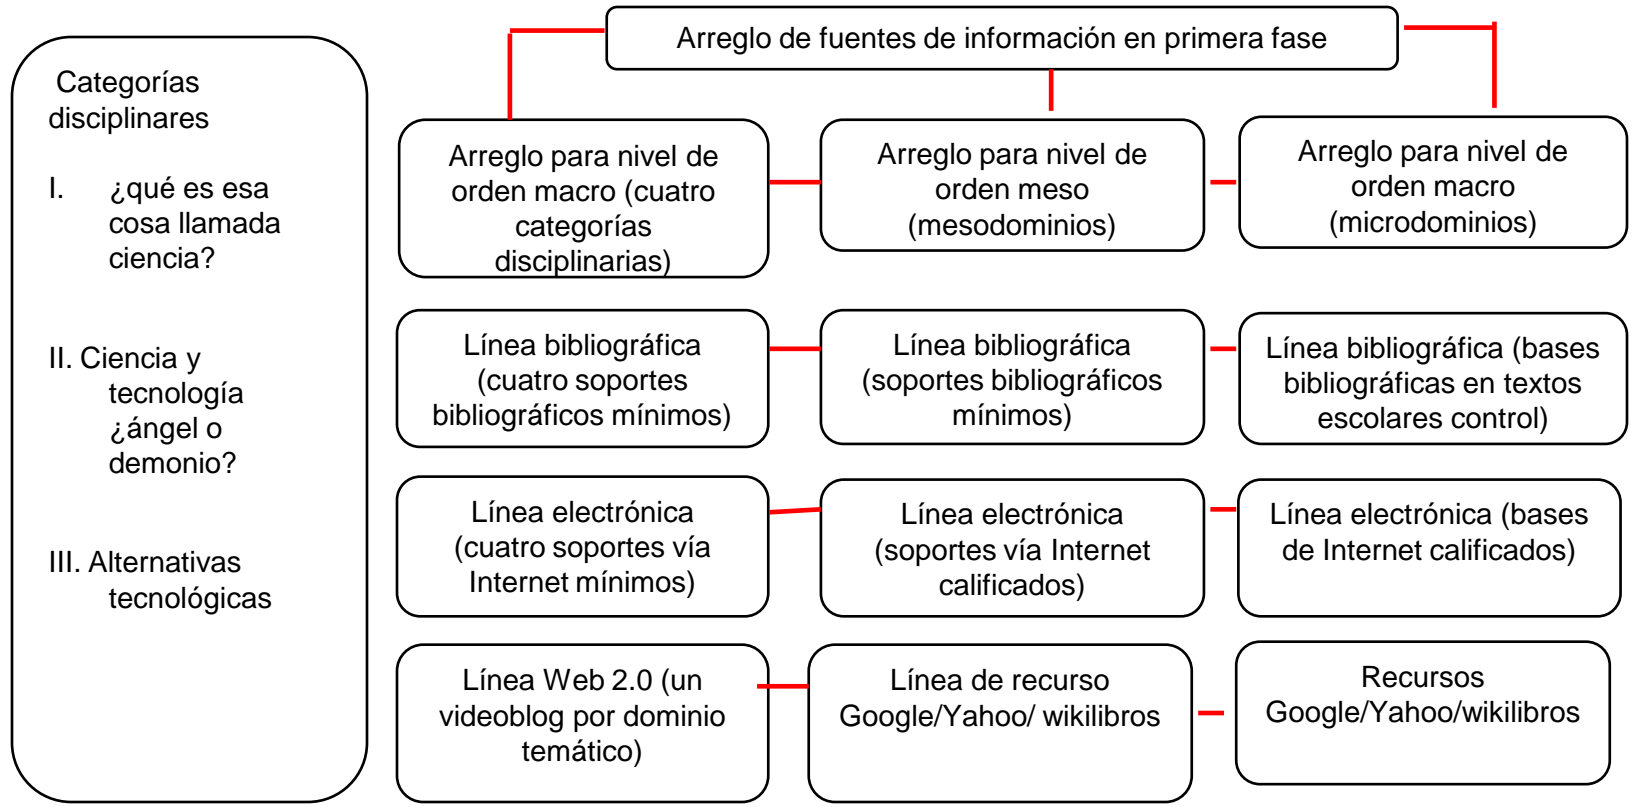 Arreglo de fuentes de información en primera fase
Categorías
disciplinares
I. ¿qué es esa
cosa llamada
ciencia?
II. Ciencia y
tecnología
¿ángel o
demonio?
III. Alternativas
tecnológicas
Arreglo para nivel de
orden macro (cuatro
categorías
disciplinarias)
Arreglo para nivel de
orden meso
(mesodominios)
Arreglo para nivel de
orden macro
(microdominios)
Línea bibliográfica
(cuatro soportes
bibliográficos mínimos)
Línea bibliográfica
(soportes bibliográficos
mínimos)
Línea bibliográfica (bases
bibliográficas en textos
escolares control)
Línea electrónica
(cuatro soportes vía
Internet mínimos)
Línea electrónica
(soportes vía Internet
calificados)
Línea electrónica (bases
de Internet calificados)
Línea Web 2.0 (un
videoblog por dominio
temático)
Línea de recurso
Google/Yahoo/ wikilibros
Recursos
Google/Yahoo/wikilibros